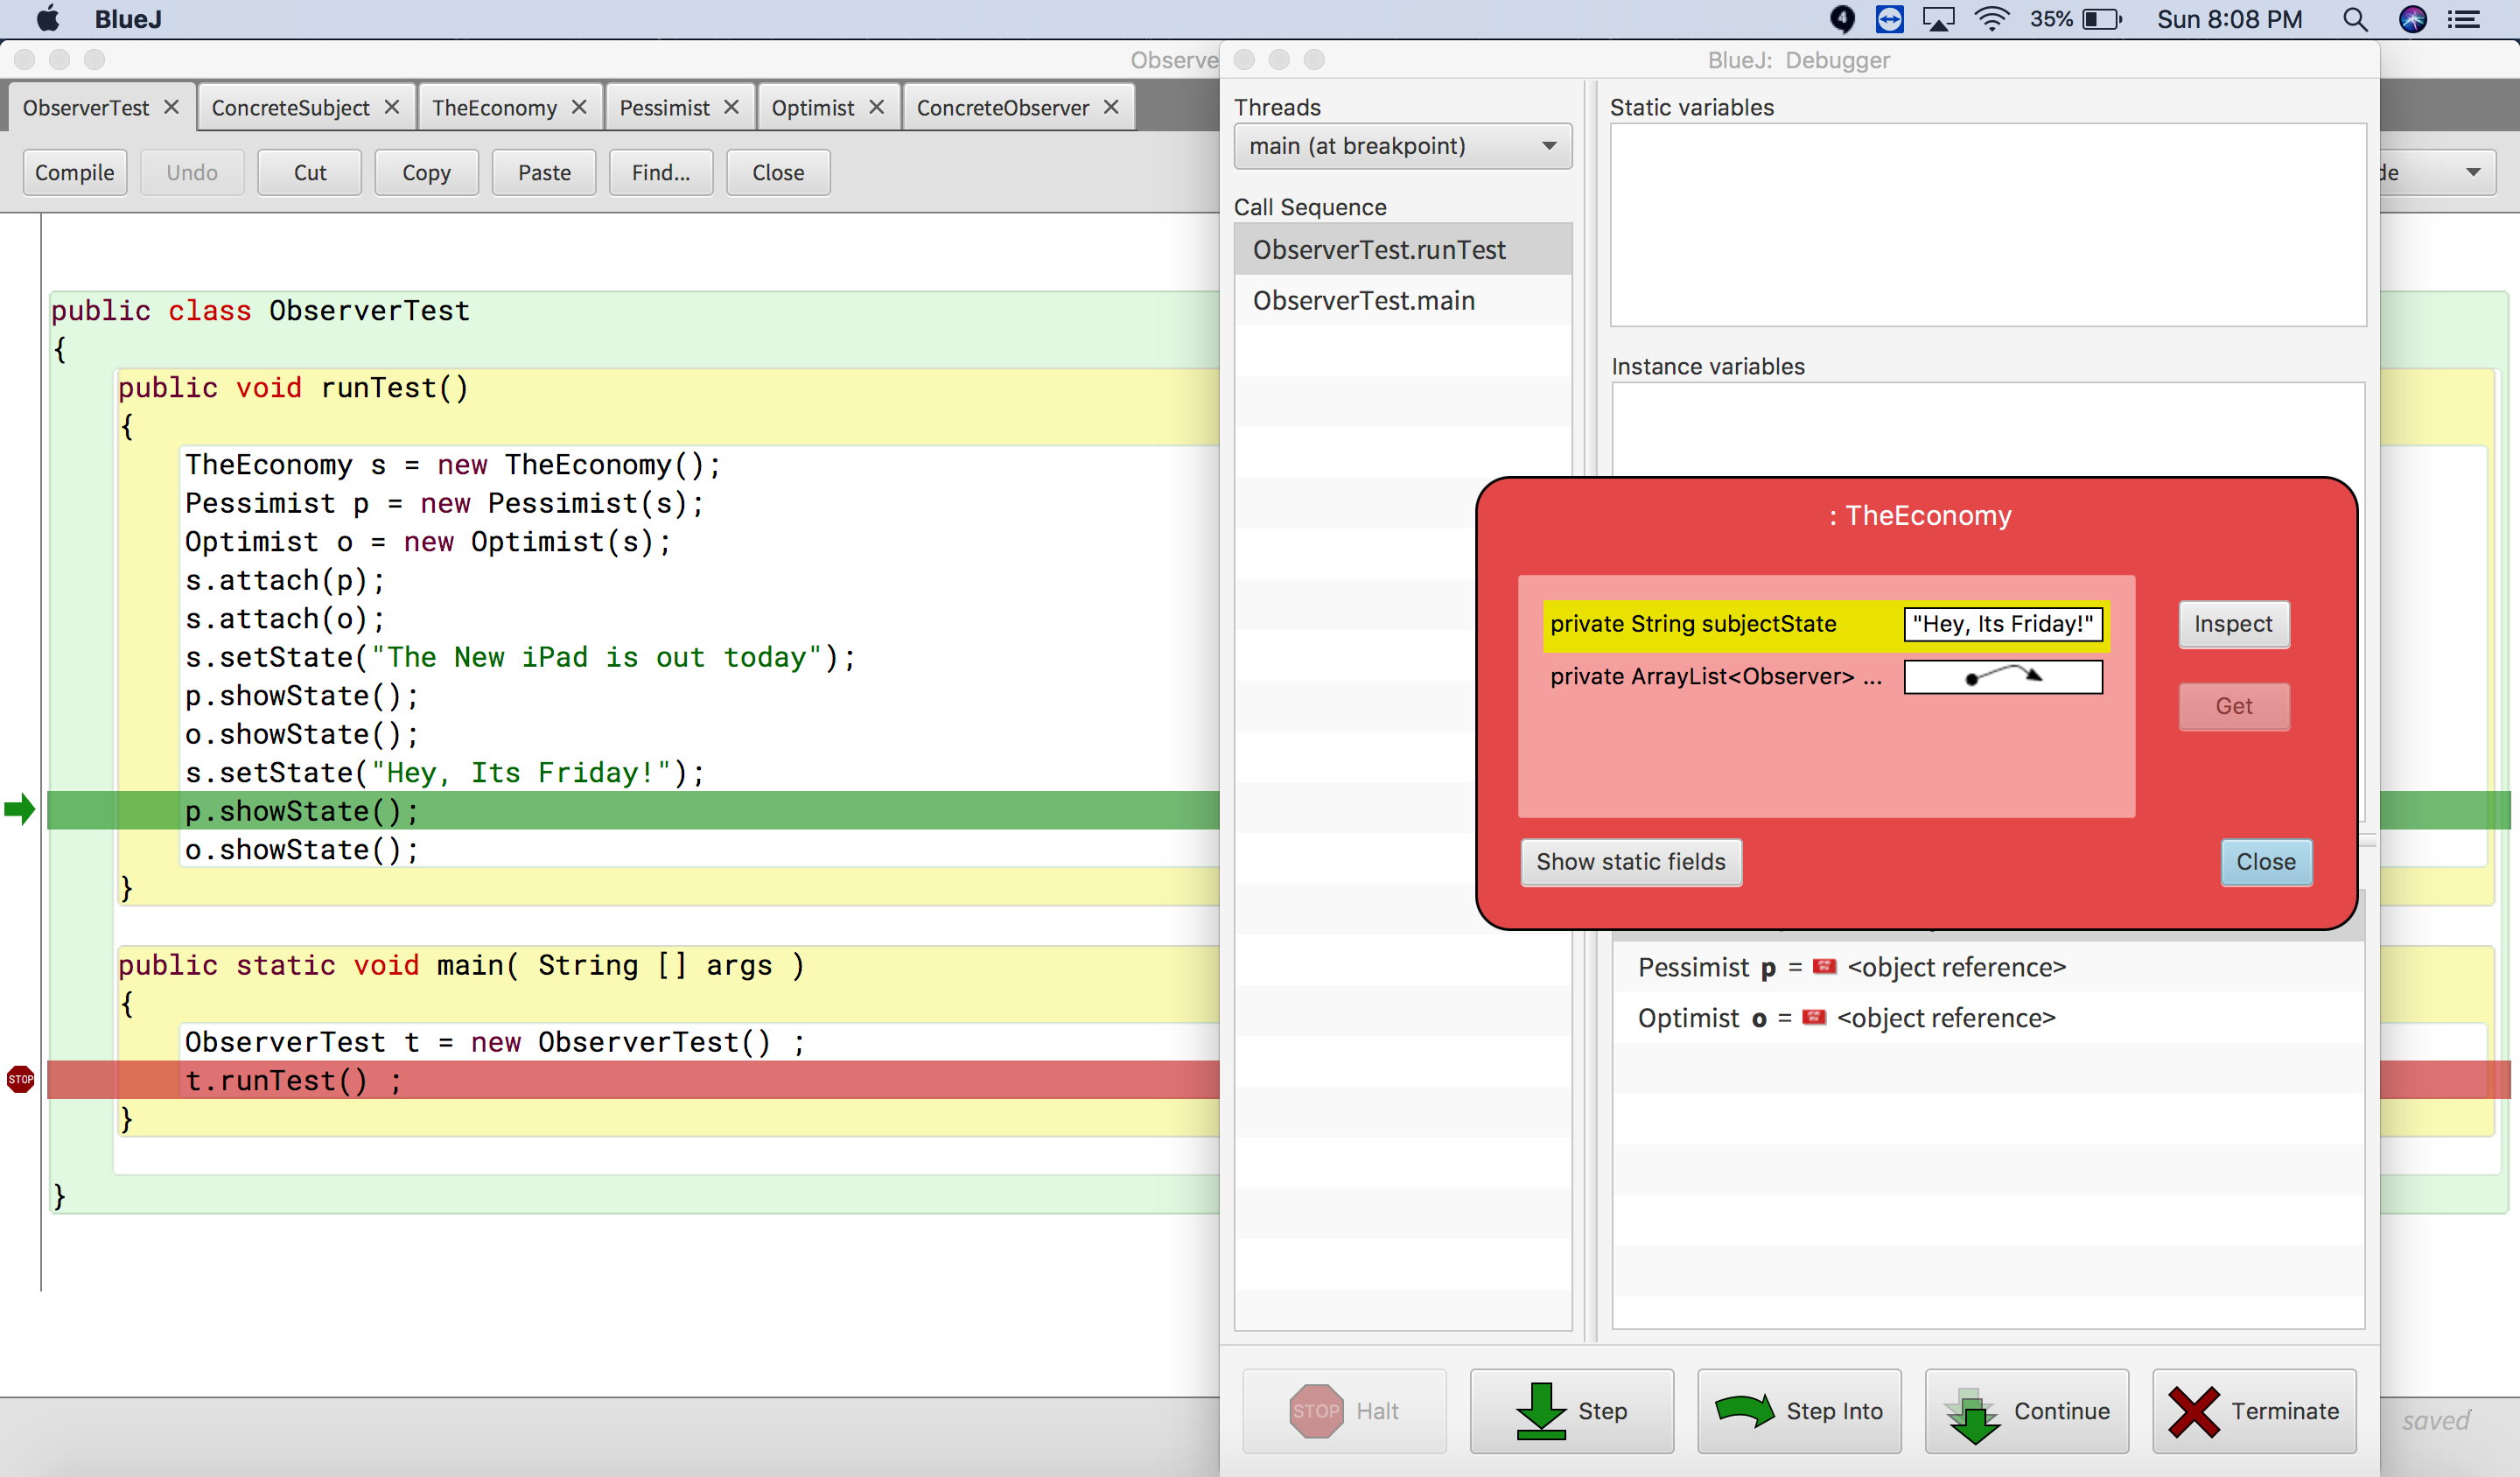 BlueJ
4
35%
Sun 8:08 PM
Observe
ObserverTest
ConcreteSubject
TheEconomy
Pessimist
Optimist
ConcreteObserver
Compile
Undo
Cut
Copy
Paste
Find...
Close
public class ObserverTest
{
public void runTest()
{
TheEconomy s = new TheEconomy();
Pessimist p = new Pessimist(s);
Optimist o = new Optimist(s);
s.attach(p);
s.attach(o);
s.setState("The New iPad is out today");
p.showState();
o.showState();
s.setState("Hey, Its Friday!");
p.showState();
o.showState();
}
public static void main( String [] args )
{
ObserverTest t = new ObserverTest() ;
STOP
t.runTest() ;
}
}
BlueJ: Debugger
Threads
main (at breakpoint)
Call Sequence
ObserverTest.runTest
ObserverTest.main
Static variables
Instance variables
: TheEconomy
private String subjectState
"Hey, Its Friday!"
private ArrayList<Observer> ...
Inspect
Get
Show static fields
Close
Pessimist p = <object reference>
Optimist o = <object reference>
STOP
Halt
Step
Step Into
Continue
Terminate
de
saved